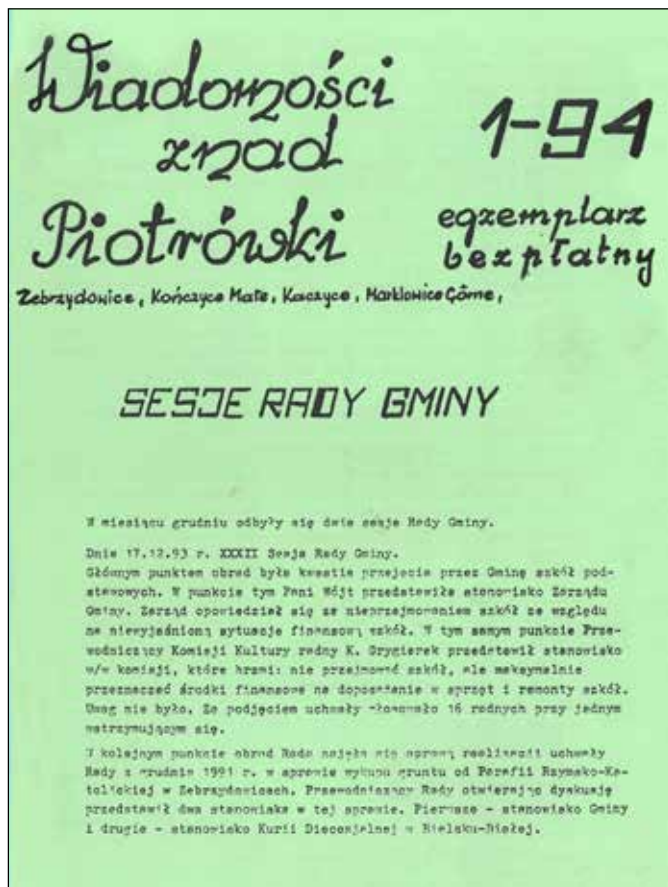 Wiadomości
znad
Piotrówki
1-94
egzemplarz
bezpłatny
Zebrzydowice, Kończyce Małe, Kaczyce, Marklowice Górne,
SESJE RADY GMINY
W miesiącu grudniu odbyły się dwie sesje Rady Gminy.
Dnia 17.12.93 r. XXXII Sesja Rady Gminy.
Głównym punktem obrad była kwestia przejęcia przez Gminę szkół pod-
stawowych. W punkcie tym Pani Wójt przedstawiła stanowisko Zarządu
Gminy. Zarząd opowiedział się za nieprzejmowaniem szkół ze względu
na niewyjaśnioną sytuację finansową szkół. W tym samym punkcie Prze-
wodniczący Komisji Kultury radny K. Grygierek przedstawił stanowisko
w/w komisji, które brzmi: nie przejmować szkół, ale maksymalnie
przeznaczać środki finansowe na doposażenie w sprzęt i remonty szkół.
Uwag nie było. Za podjęciem uchwały głosowało 16 radnych przy jednym
wstrzymującym się.
W kolejnym punkcie obrad Rada zajęła się sprawą realizacji uchwały
Rady z grudnia 1991 r. w sprawie wykupu gruntu od Parafii Rzymsko-Ka-
tolickiej w Zebrzydowicach. Przewodniczący Rady otwierając dyskusję
przedstawił dwa stanowiska w tej sprawie. Pierwsze - stanowisko Gminy
i drugie - stanowisko Kurii Diecezjalnej w Bielsku-Białej.